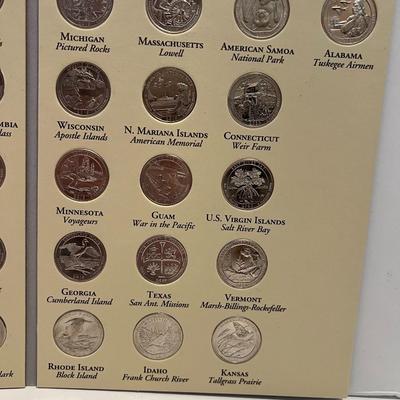 MICHIGAN
Pictured Rocks
MASSACHUSETTS
Lowell
AMERICAN SAMOA
National Park
ALABAMA
Tuskegee Airmen
WISCONSIN
Apostle Islands
N. MARIANA ISLANDS
American Memorial
CONNECTICUT
Weir Farm
MINNESOTA
Voyageurs
GUAM
War in the Pacific
U.S. VIRGIN ISLANDS
Salt River Bay
GEORGIA
Cumberland Island
TEXAS
San Ant. Missions
VERMONT
Marsh-Billings-Rockefeller
RHODE ISLAND
Block Island
IDAHO
Frank Church River
KANSAS
Tallgrass Prairie